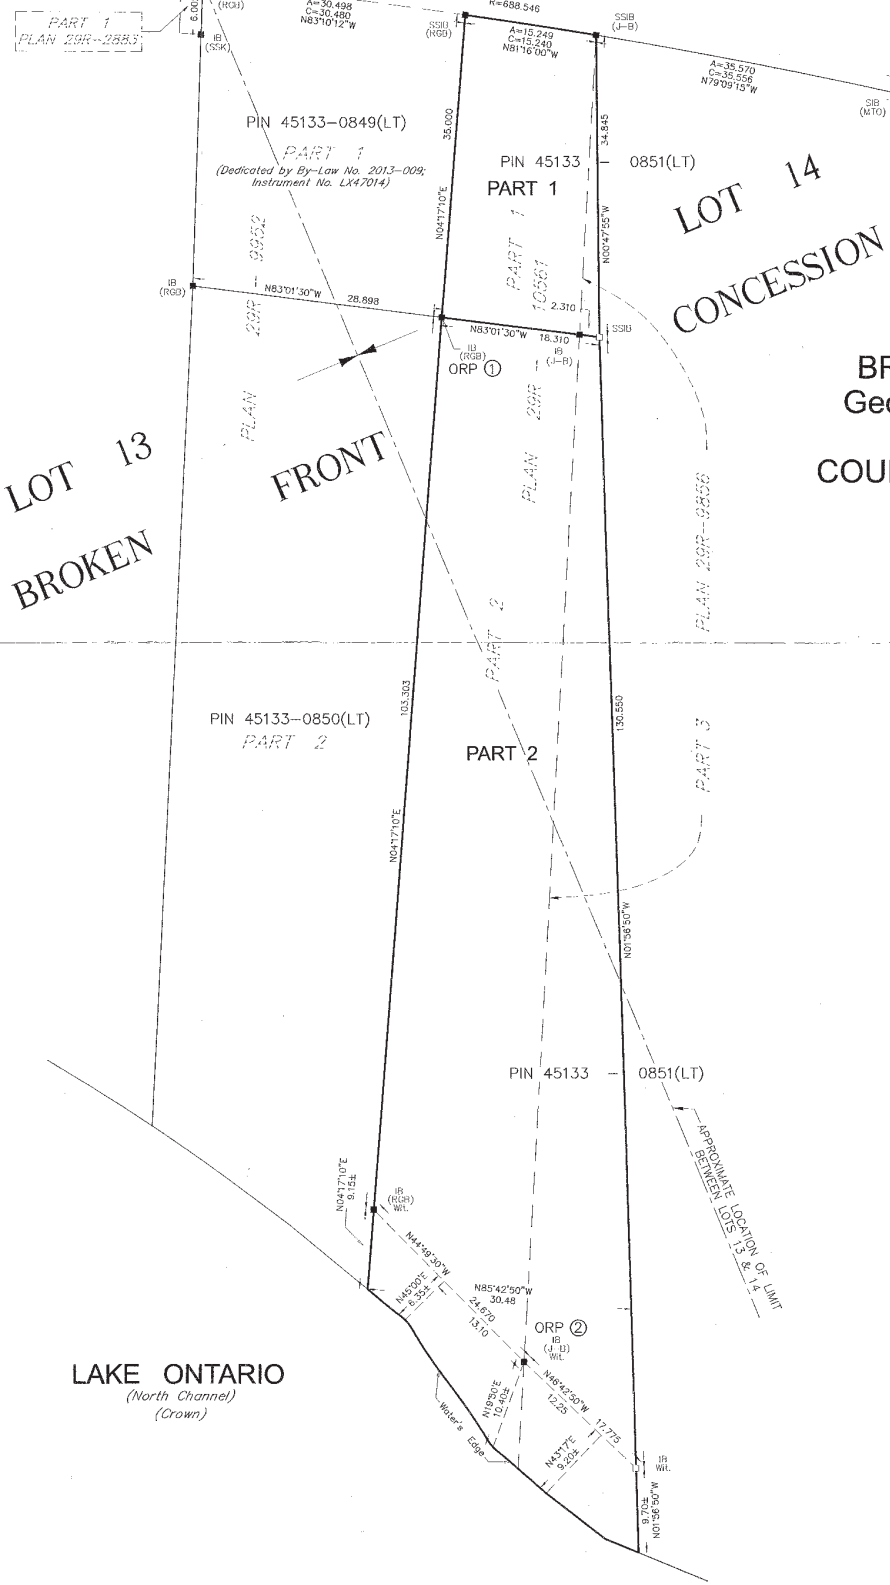 PART 1
PLAN 29R-2883
6.00
(RGB)
IB
(SSK)
A=30.498
C=30.480
N83°10'12"W
R=688.546
SSIB
(RGB)
A=15.249
C=15.240
N81°16'00"W
SSIB
(J-B)
A=35.570
C=35.556
N79°09'15"W
SIB
(MTO)
PIN 45133-0849(LT)
PART 1
(Dedicated by By-Law No. 2013-009;
Instrument No. LX47014)
35.000
N04°17'10"E
34.845
N00°47'55"W
PIN 45133 - 0851(LT)
PART 1
PART 1
10561
LOT 14
CONCESSION
PLAN 29R-9952
IB
(RGB)
N83°01'30"W 28.898
2.310
N83°01'30"W 18.310
SSIB
IB
(RGB)
IB
(J-B)
ORP 1
PLAN 29R-
BR
Geo
COU
LOT 13
FRONT
BROKEN
PLAN 29R-9856
PART 2
103.303
130.550
PIN 45133-0850(LT)
PART 2
PART 2
PART 3
N04°17'10"E
N01°56'50"W
PIN 45133 - 0851(LT)
APPROXIMATE LOCATION OF LIMIT
BETWEEN LOTS 13 & 14
N04°17'10"E
9.15±
IB
(RGB)
Wit.
N44°49'30"W
24.670
13.10
N45°00'E
6.35±
N85°42'50"W
30.48
ORP 2
IB
(J-B)
Wit.
LAKE ONTARIO
(North Channel)
(Crown)
N19°50'E
10.40±
N46°42'50"W
12.25
17.775
Water's Edge
N43°17'E
9.20±
IB
Wit.
9.70±
N01°56'50"W